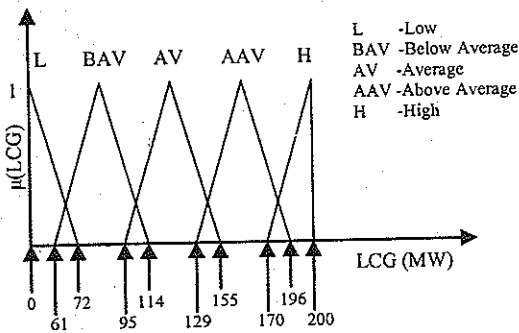 L -Low
BAV -Below Average
AV -Average
AAV -Above Average
H -High
L BAV AV AAV H
1
μ(LCG)
LCG (MW)
0 72 114 155 196 200
61 95 129 170